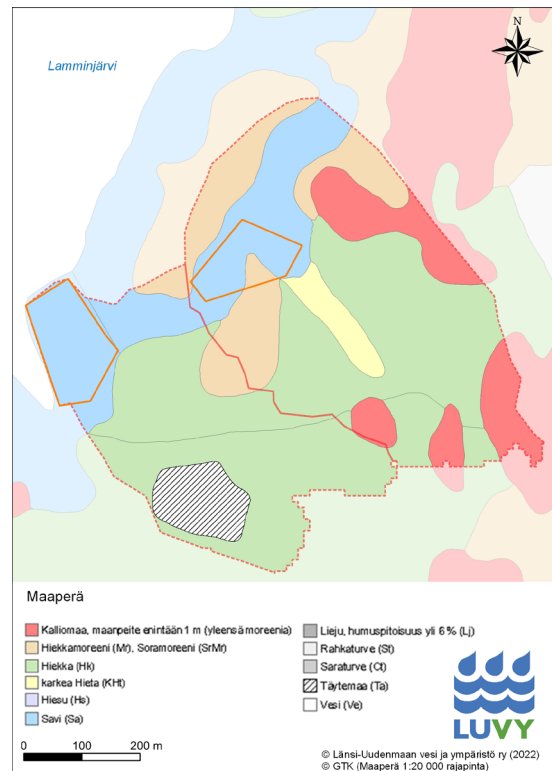 N
Lamminjärvi
Maaperä
Kalliomaa, maanpeite enintään 1 m (yleensä moreenia)
Hiekkamoreeni (Mr), Soramoreeni (SrMr)
Hiekka (Hk)
karkea Hieta (KHt)
Hiesu (Hs)
Savi (Sa)
Lieju, humuspitoisuus yli 6 % (Lj)
Rahkaturve (St)
Saraturve (Ct)
Täytemaa (Ta)
Vesi (Ve)
0 100 200 m
LUVY
© Länsi-Uudenmaan vesi ja ympäristö ry (2022)
© GTK (Maaperä 1:20 000 rajapinta)